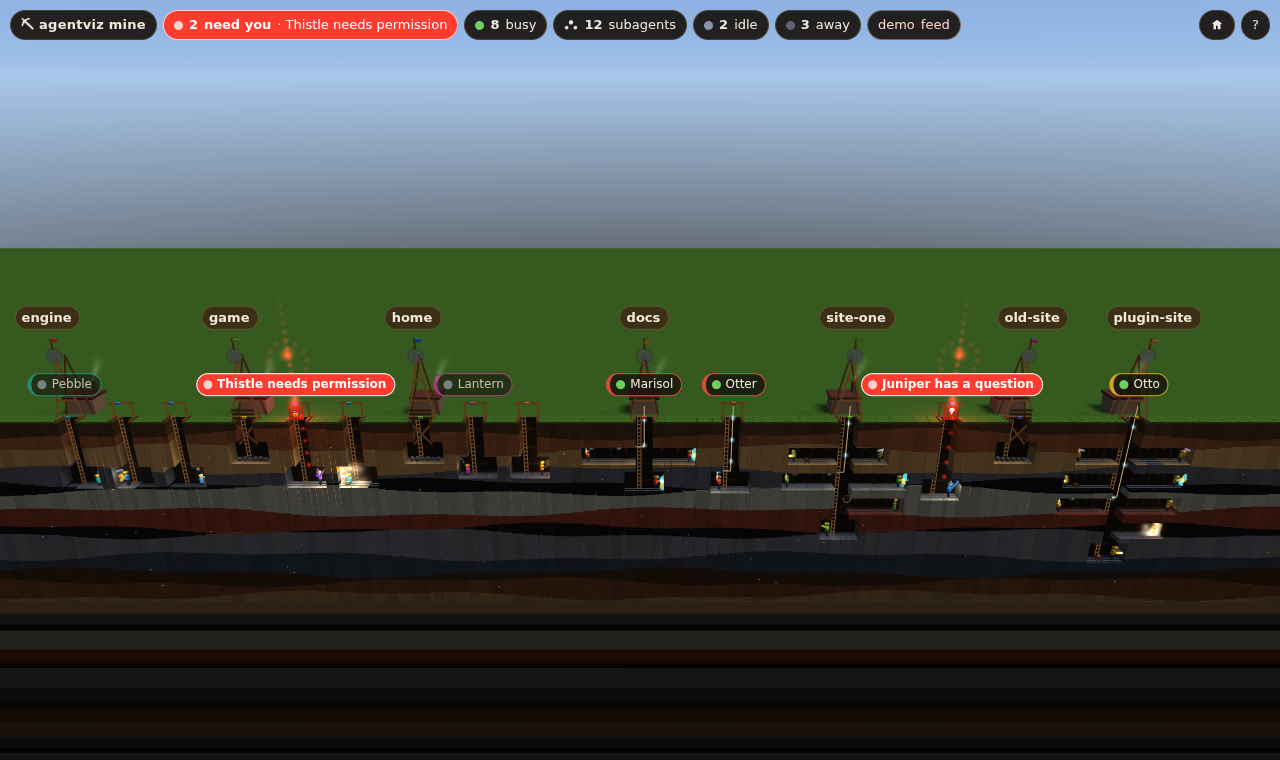 agentviz mine
2 need you · Thistle needs permission
8 busy
12 subagents
2 idle
3 away
demo feed
?
engine
game
home
docs
site-one
old-site
plugin-site
Pebble
Thistle needs permission
Lantern
Marisol
Otter
Juniper has a question
Otto